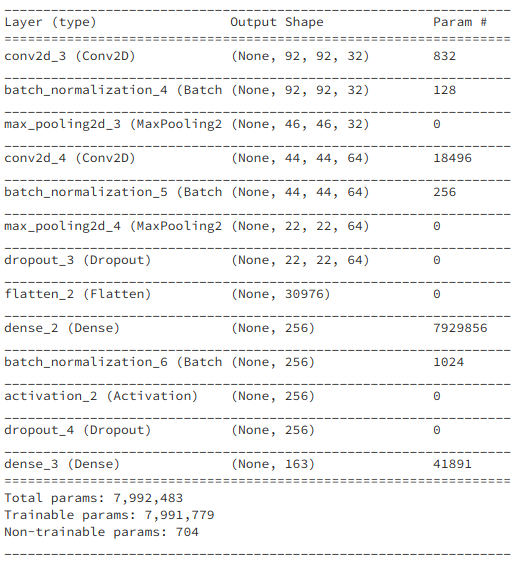 _________________________________________________________________
Layer (type)                 Output Shape              Param #
=================================================================
conv2d_3 (Conv2D)            (None, 92, 92, 32)        832
_________________________________________________________________
batch_normalization_4 (Batch (None, 92, 92, 32)        128
_________________________________________________________________
max_pooling2d_3 (MaxPooling2 (None, 46, 46, 32)        0
_________________________________________________________________
conv2d_4 (Conv2D)            (None, 44, 44, 64)        18496
_________________________________________________________________
batch_normalization_5 (Batch (None, 44, 44, 64)        256
_________________________________________________________________
max_pooling2d_4 (MaxPooling2 (None, 22, 22, 64)        0
_________________________________________________________________
dropout_3 (Dropout)          (None, 22, 22, 64)        0
_________________________________________________________________
flatten_2 (Flatten)          (None, 30976)             0
_________________________________________________________________
dense_2 (Dense)              (None, 256)               7929856
_________________________________________________________________
batch_normalization_6 (Batch (None, 256)               1024
_________________________________________________________________
activation_2 (Activation)    (None, 256)               0
_________________________________________________________________
dropout_4 (Dropout)          (None, 256)               0
_________________________________________________________________
dense_3 (Dense)              (None, 163)               41891
=================================================================
Total params: 7,992,483
Trainable params: 7,991,779
Non-trainable params: 704
_________________________________________________________________